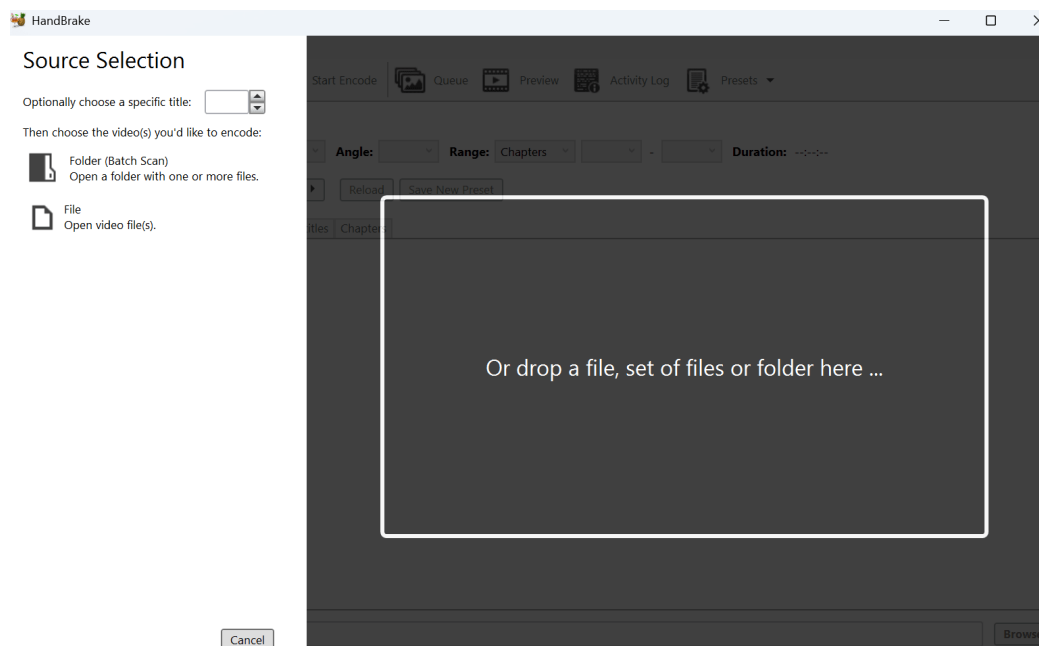 HandBrake
Source Selection
Optionally choose a specific title:
Then choose the video(s) you'd like to encode:
Folder (Batch Scan)
Open a folder with one or more files.
File
Open video file(s).
Cancel
Start Encode Queue Preview Activity Log Presets
Angle: Range: Chapters - Duration: --:--:--
Reload Save New Preset
Chapters
Or drop a file, set of files or folder here ...